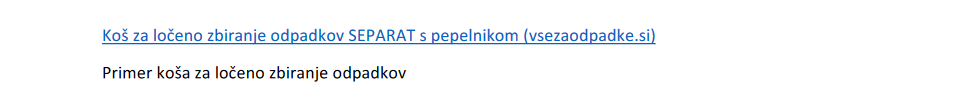 Koš za ločeno zbiranje odpadkov SEPARAT s pepelnikom (vsezaodpadke.si)
Primer koša za ločeno zbiranje odpadkov